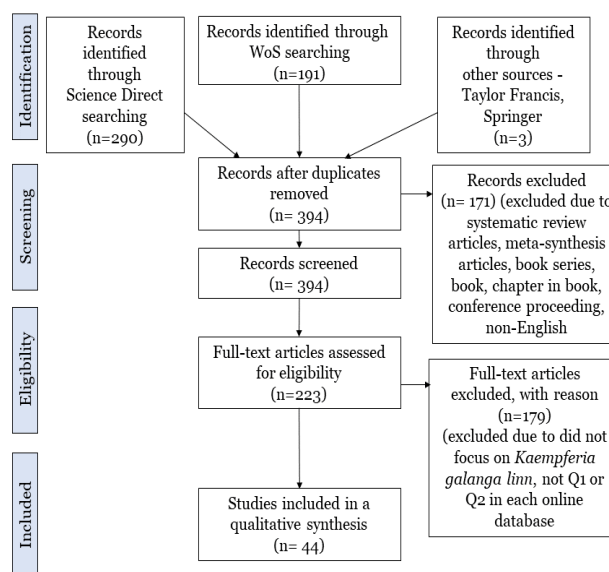 Identification
Records
identified
through
Science Direct
searching
(n=290)
Records identified through
WoS searching
(n=191)
Records identified
through
other sources -
Taylor Francis,
Springer
(n=3)
Screening
Records after duplicates
removed
(n= 394)
Records excluded
(n= 171) (excluded due to
systematic review
articles, meta-synthesis
articles, book series,
book, chapter in book,
conference proceeding,
non-English
Records screened
(n= 394)
Eligibility
Full-text articles assessed
for eligibility
(n=223)
Full-text articles
excluded, with reason
(n=179)
(excluded due to did not
focus on Kaempferia
galanga linn, not Q1 or
Q2 in each online
database
Included
Studies included in a
qualitative synthesis
(n= 44)